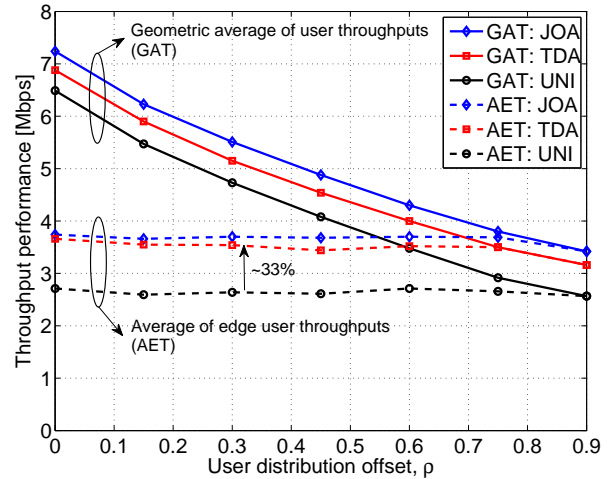 Geometric average of user throughputs
(GAT)
GAT: JOA
GAT: TDA
GAT: UNI
AET: JOA
AET: TDA
AET: UNI
~33%
Average of edge user throughputs
(AET)
Throughput performance [Mbps]
8
7
6
5
4
3
2
1
0
0 0.1 0.2 0.3 0.4 0.5 0.6 0.7 0.8 0.9
User distribution offset, ρ